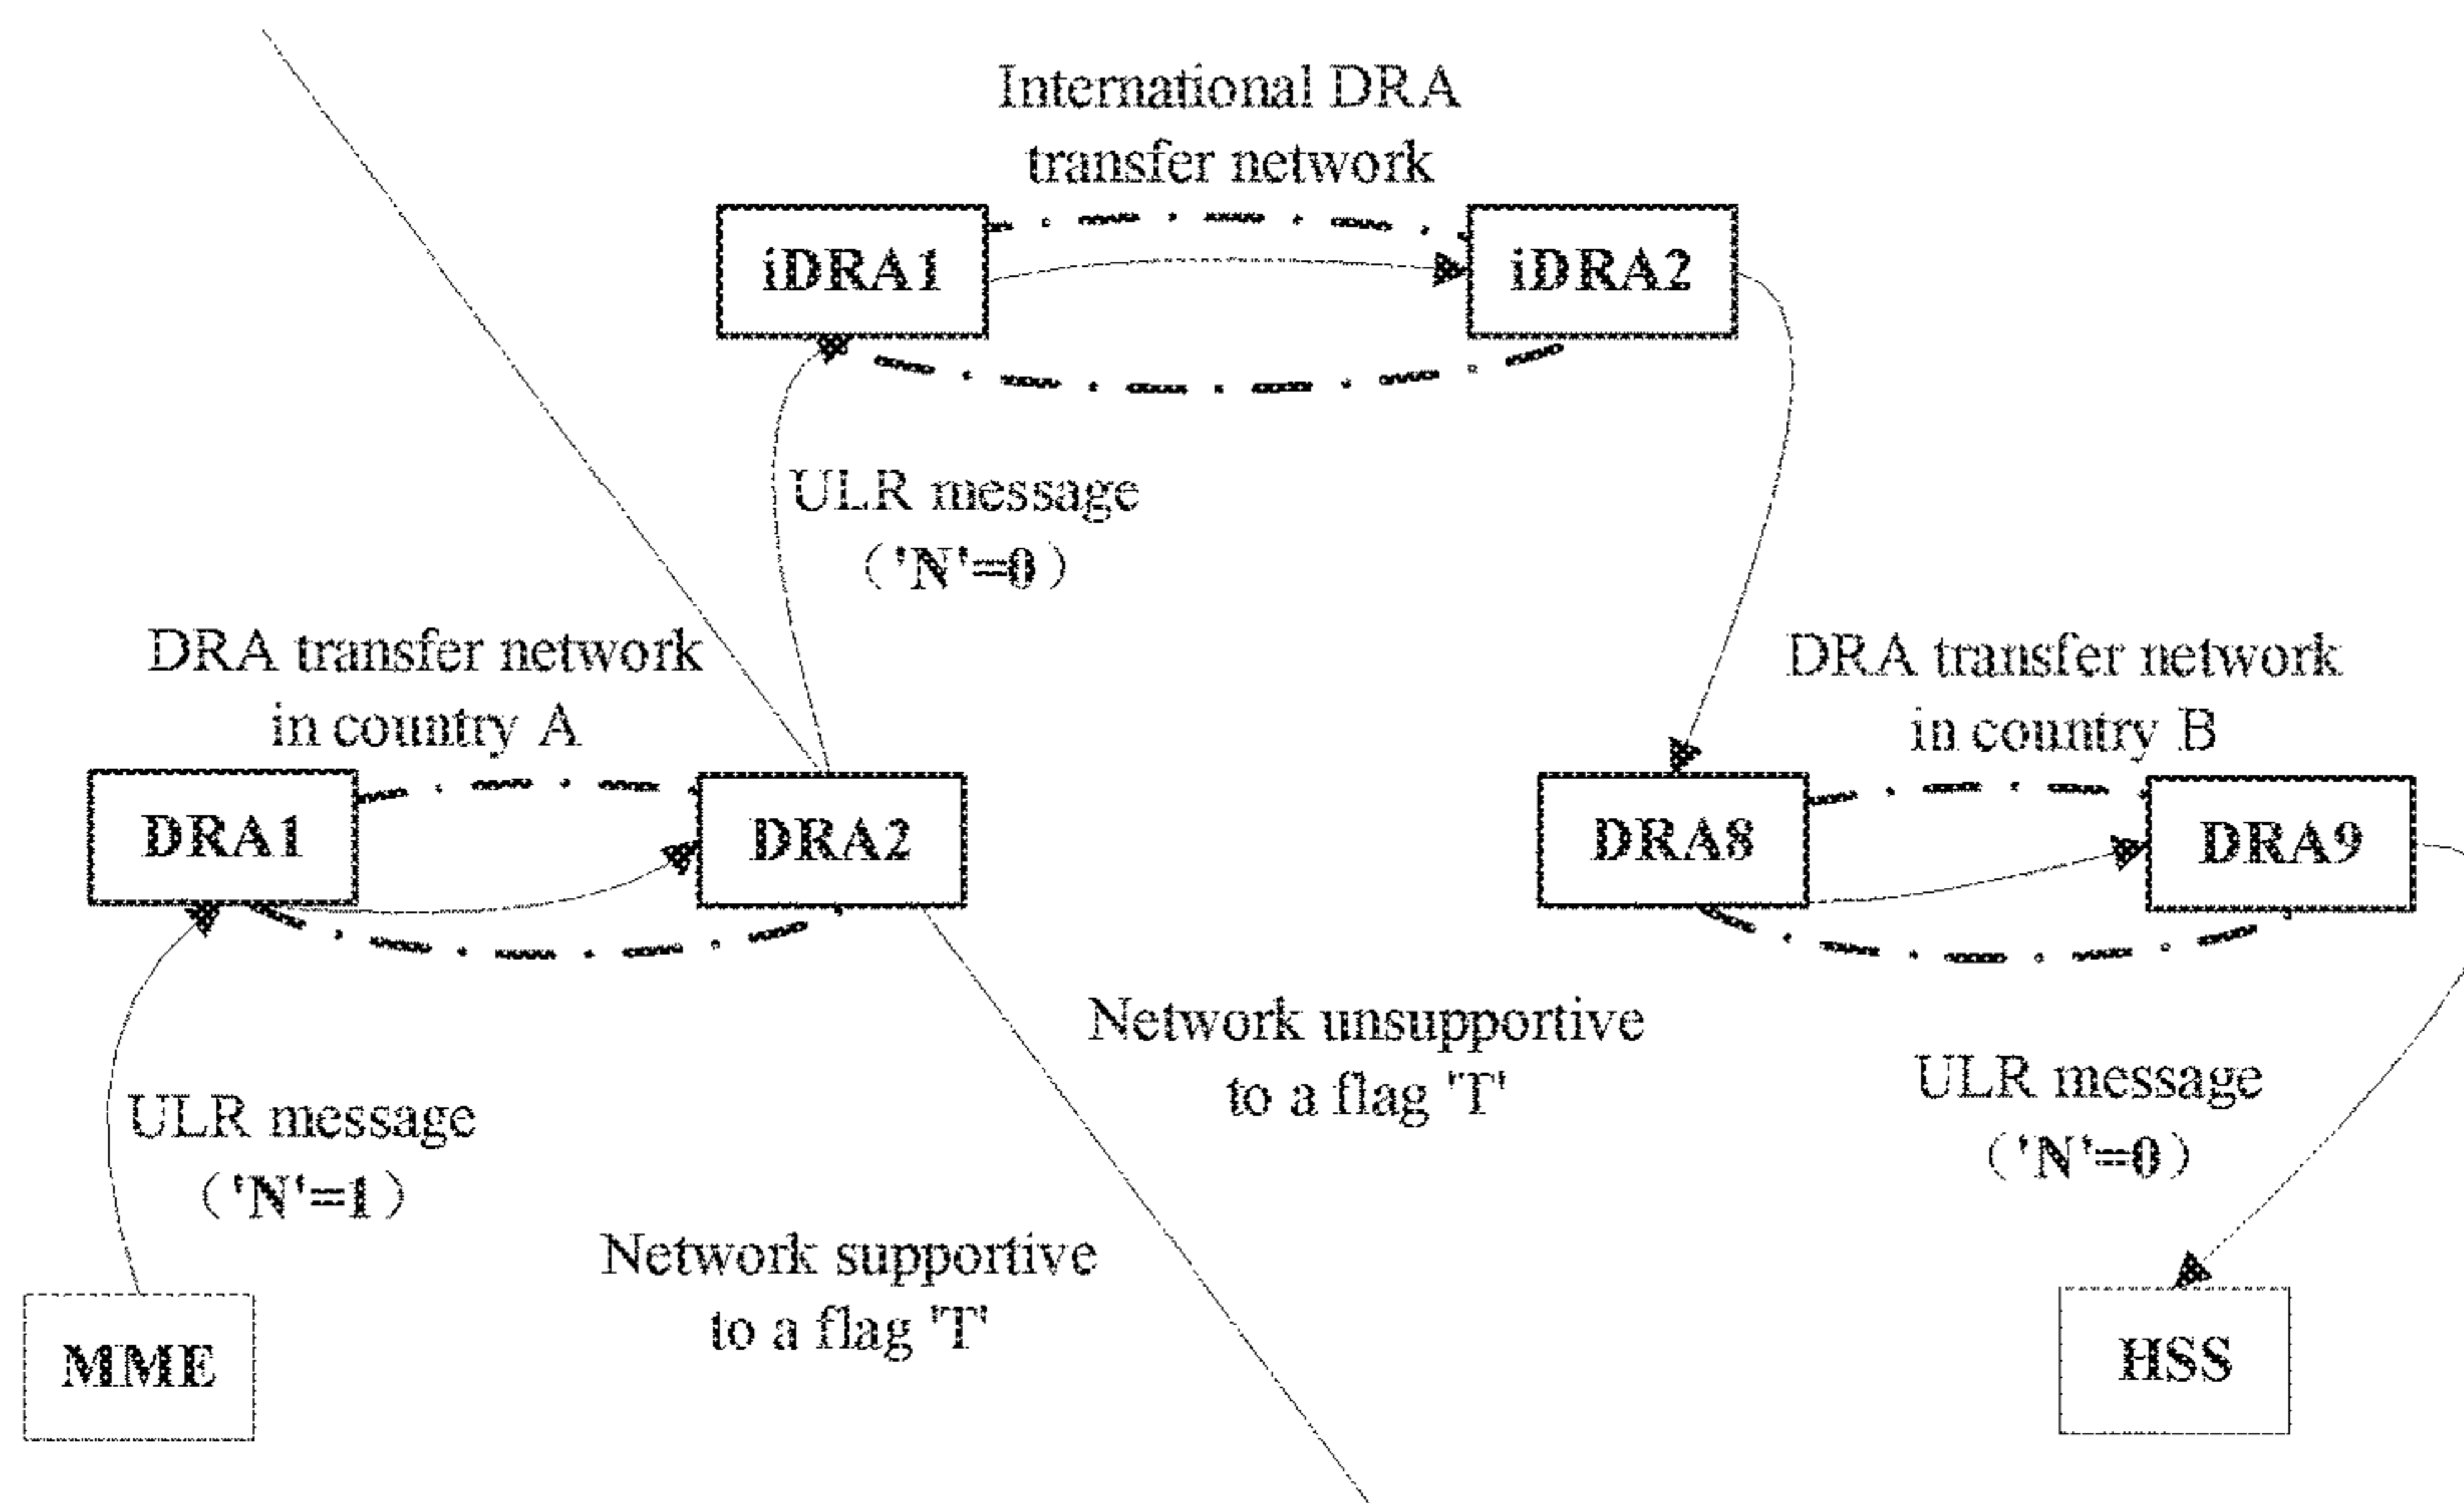 International DRA
transfer network
iDRA1
iDRA2
ULR message
('N'=0)
DRA transfer network
in country A
DRA transfer network
in country B
DRA1
DRA2
DRA8
DRA9
Network unsupportive
to a flag 'T'
ULR message
('N'=0)
ULR message
('N'=1)
Network supportive
to a flag 'T'
MME
HSS